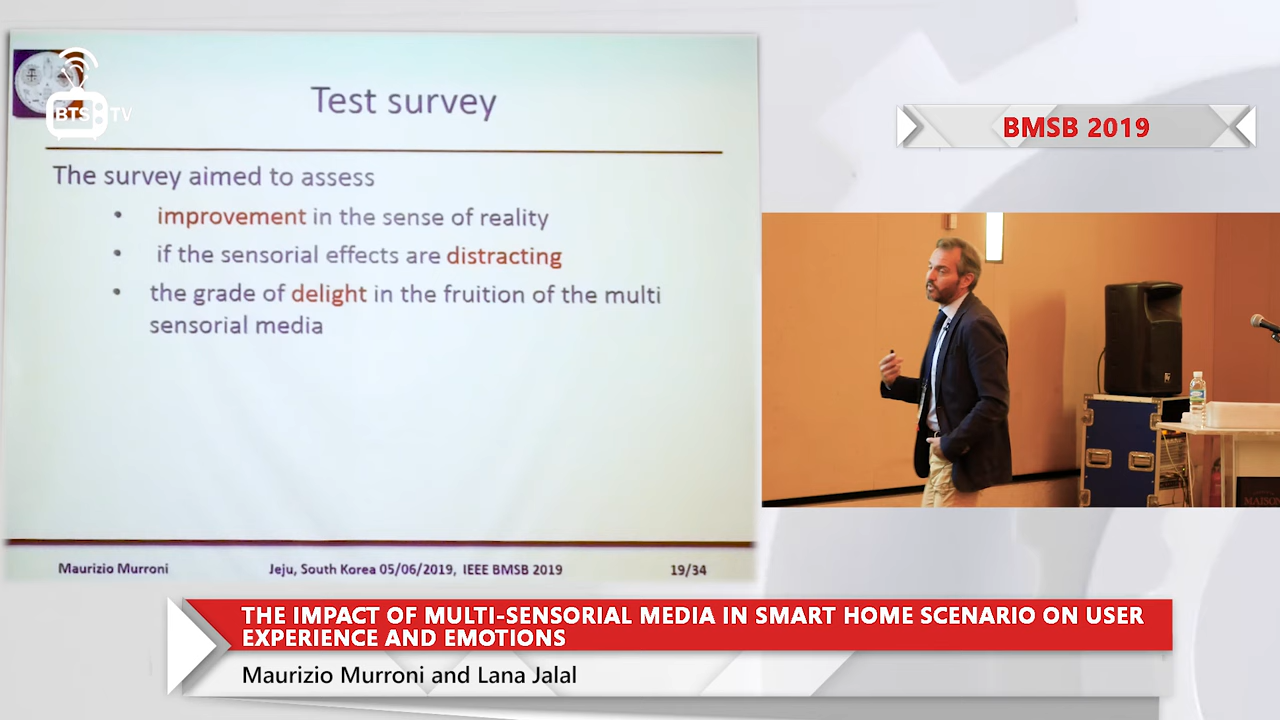 BTS TV
Test survey
The survey aimed to assess
• improvement in the sense of reality
• if the sensorial effects are distracting
• the grade of delight in the fruition of the multi
sensorial media
Maurizio Murroni Jeju, South Korea 05/06/2019, IEEE BMSB 2019 19/34
BMSB 2019
MAISON
THE IMPACT OF MULTI-SENSORIAL MEDIA IN SMART HOME SCENARIO ON USER
EXPERIENCE AND EMOTIONS
Maurizio Murroni and Lana Jalal